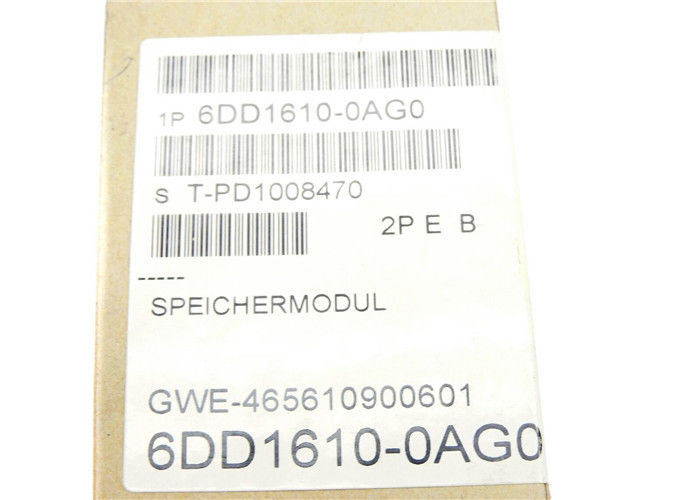 1P 6DD1610-0AG0
S T-PD1008470
2P E B
-----
SPEICHERMODUL
GWE-465610900601
6DD1610-0AG0